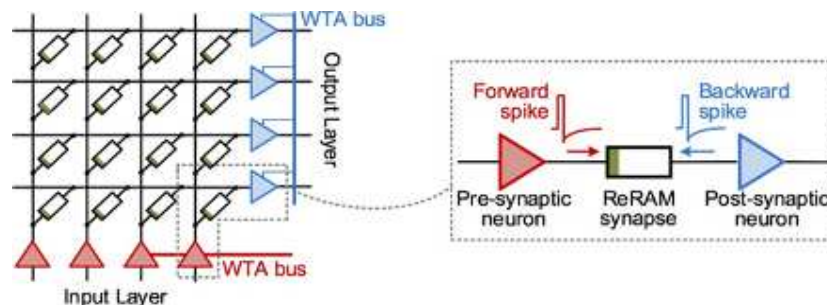 WTA bus
Output Layer
WTA bus
Input Layer
Forward
spike
Backward
spike
Pre-synaptic
neuron
ReRAM
synapse
Post-synaptic
neuron